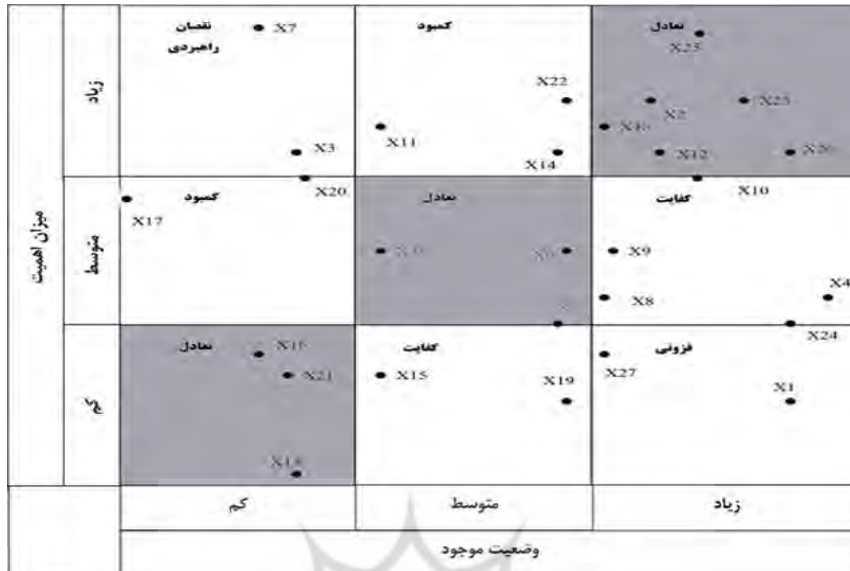 نقصان
راهبردی
X7
کمبود
تعادل
X25
زیاد
X22
X2
X23
X11
X3
X14
X12
X26
میزان اهمیت
متوسط
X17
کمبود
X20
تعادل
کفایت
X10
X9
X8
X4
کم
تعادل
X16
X21
کفایت
X15
X19
فزونی
X27
X24
X1
کم
متوسط
زیاد
وضعیت موجود